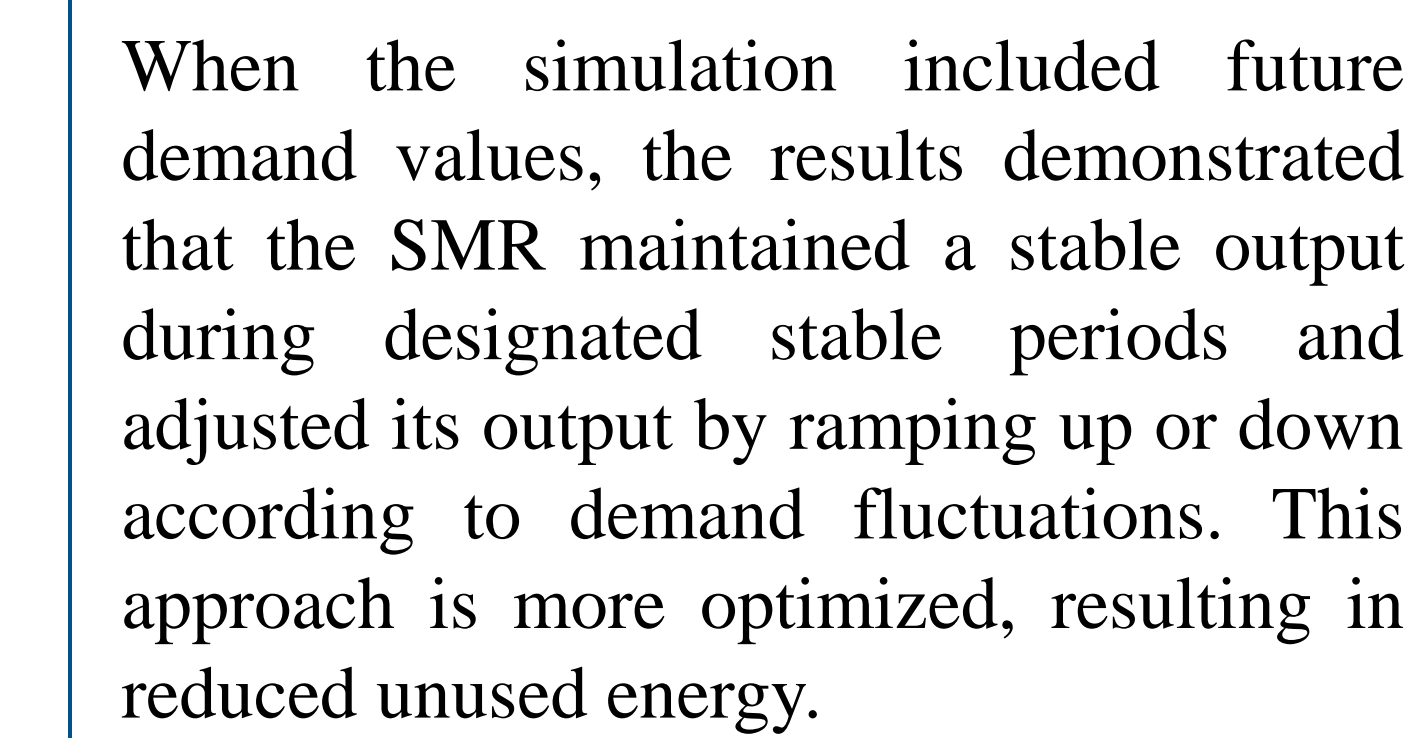 When the simulation included future
demand values, the results demonstrated
that the SMR maintained a stable output
during designated stable periods and
adjusted its output by ramping up or down
according to demand fluctuations. This
approach is more optimized, resulting in
reduced unused energy.